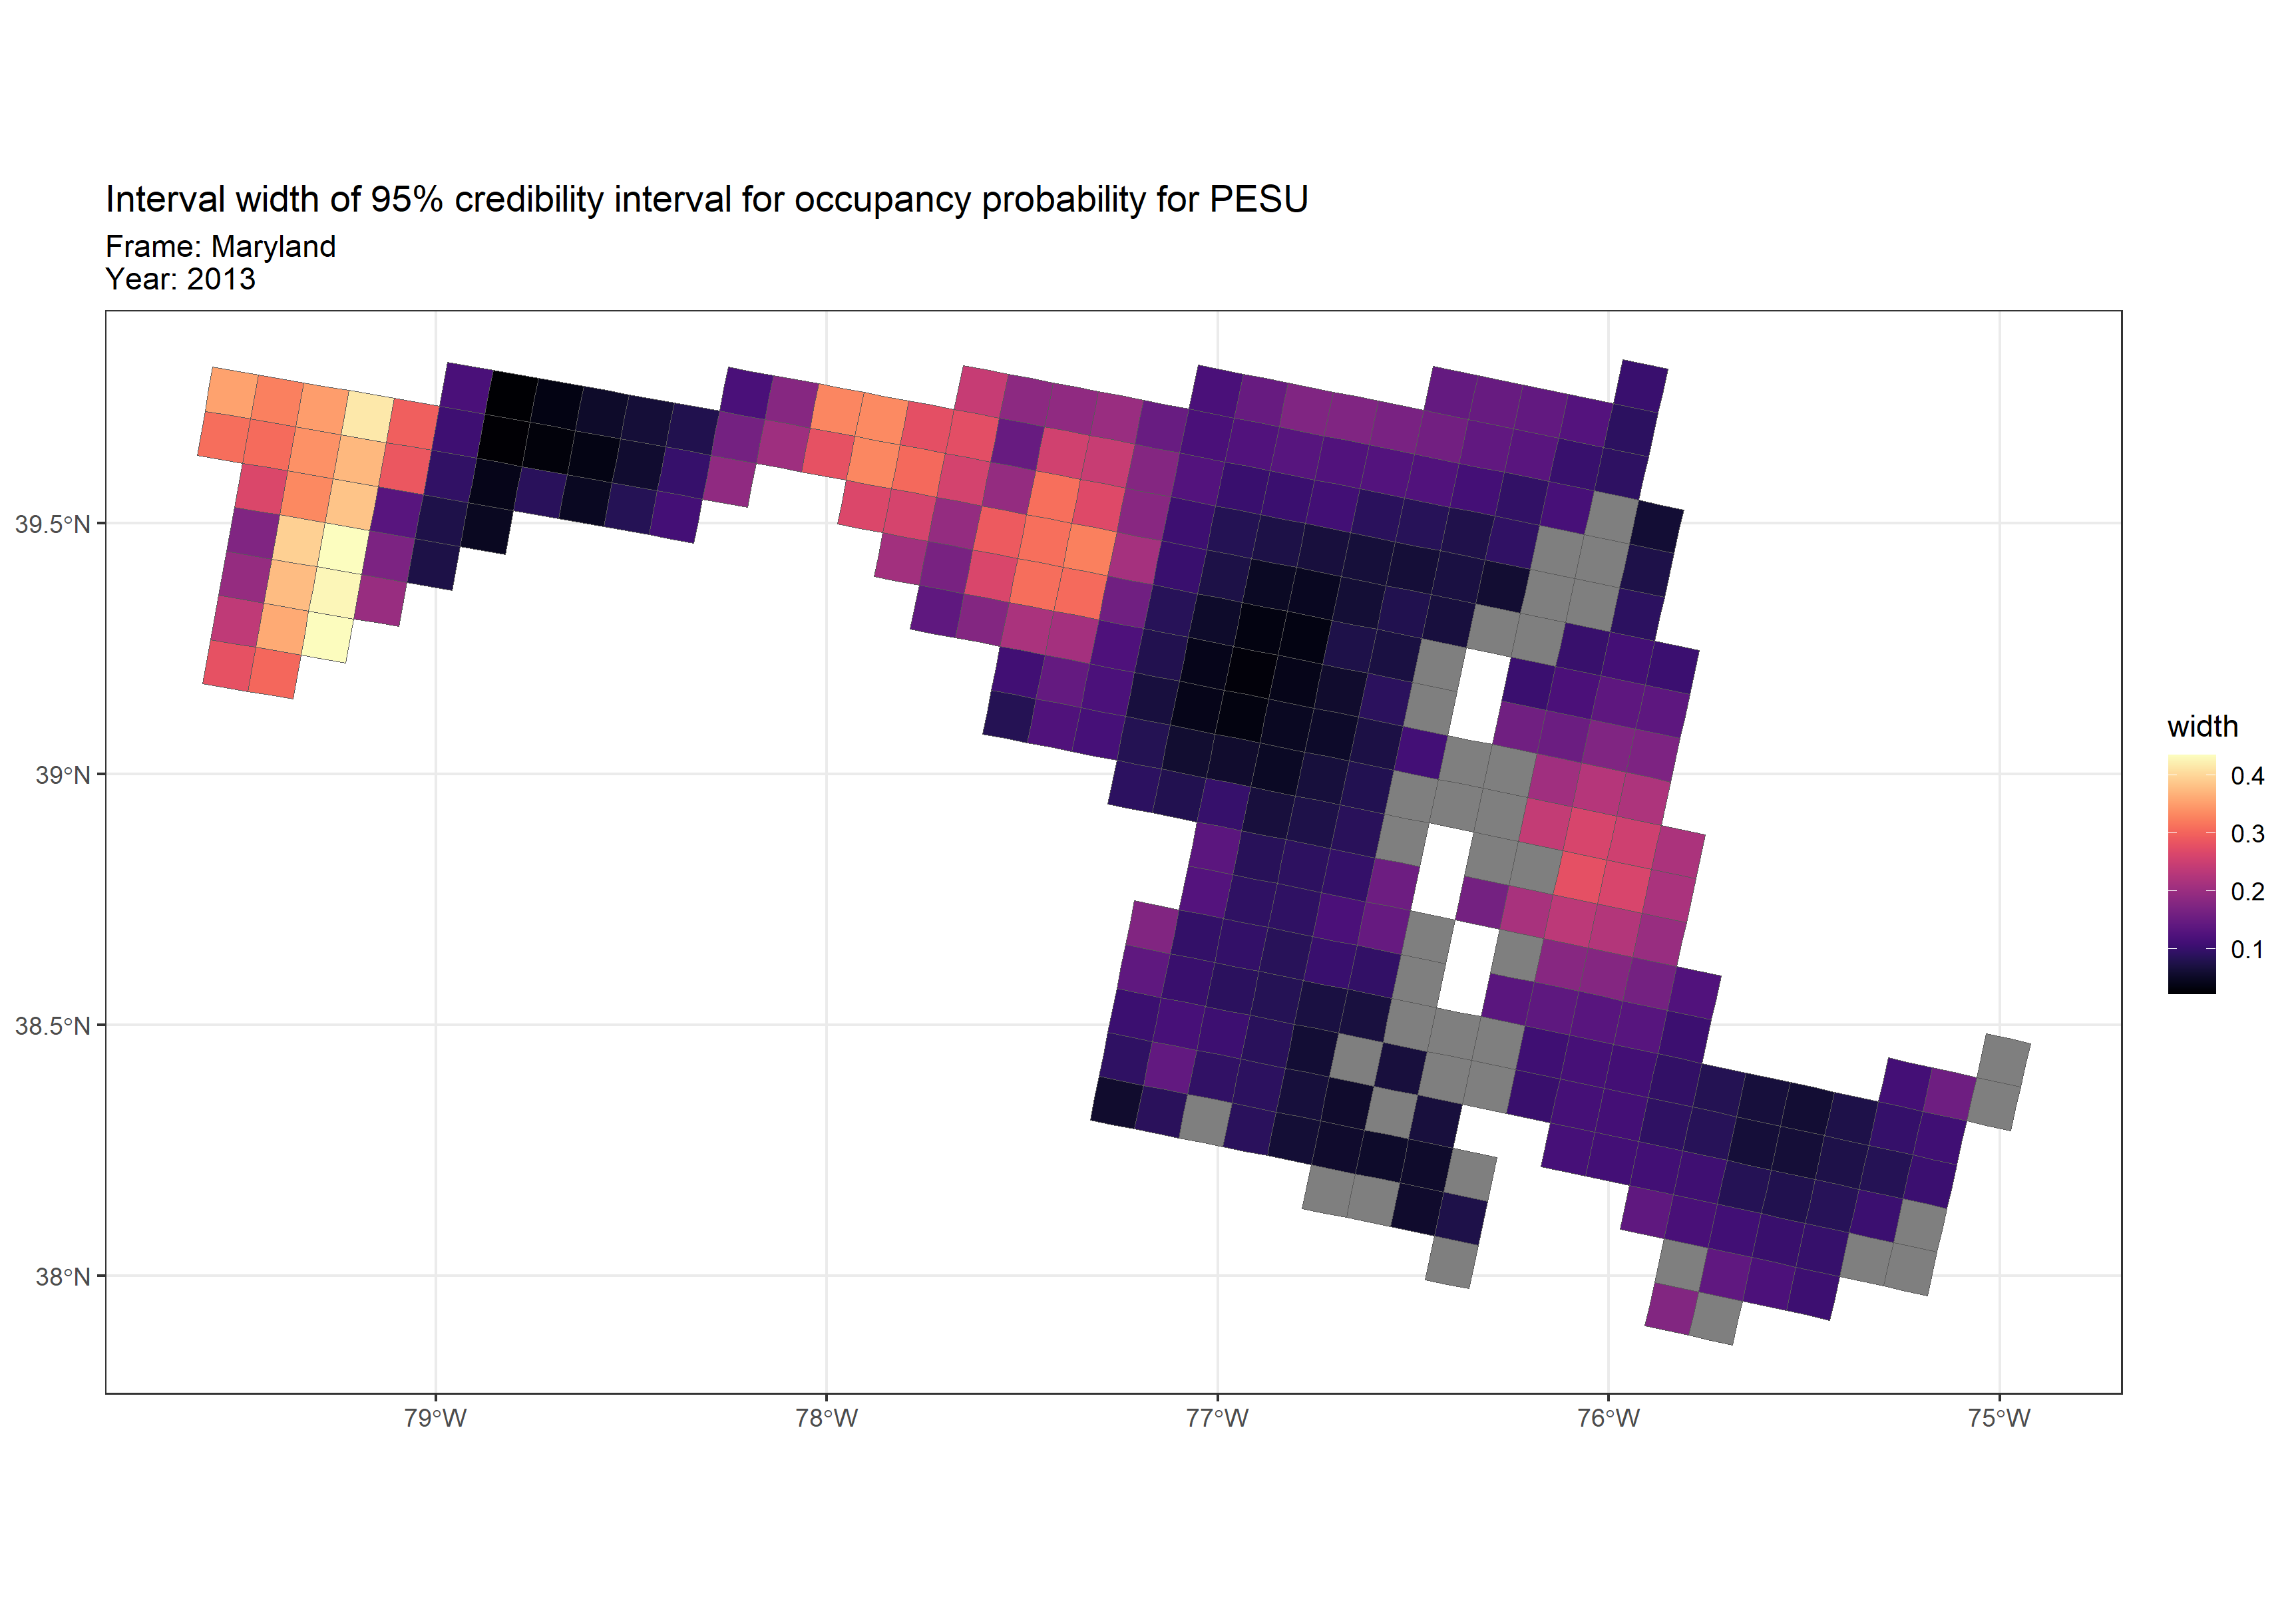 Interval width of 95% credibility interval for occupancy probability for PESU
Frame: Maryland
Year: 2013
39.5°N
39°N
38.5°N
38°N
79°W
78°W
77°W
76°W
75°W
width
0.4
0.3
0.2
0.1